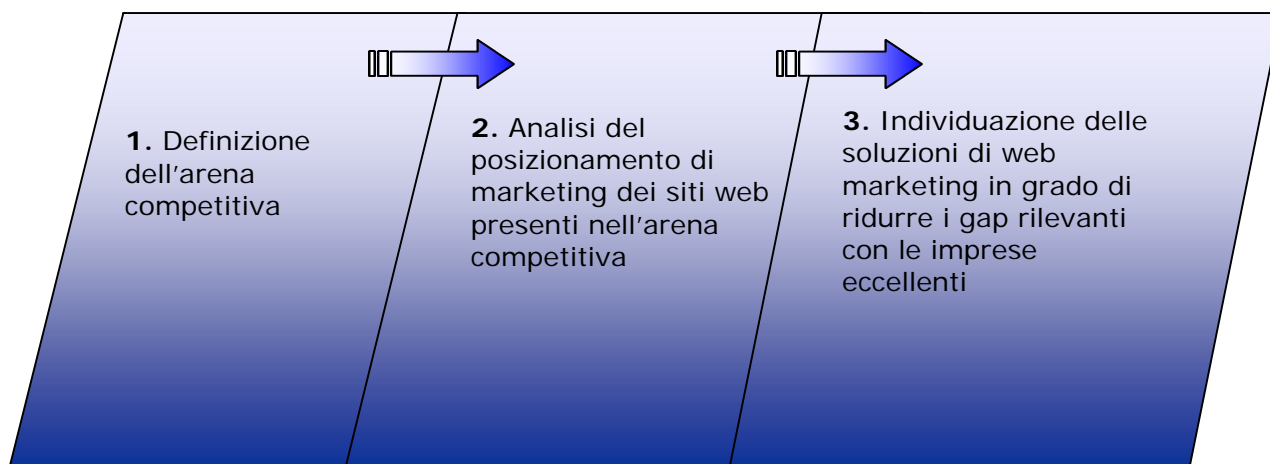 1. Definizione
dell'arena
competitiva
2. Analisi del
posizionamento di
marketing dei siti web
presenti nell'arena
competitiva
3. Individuazione delle
soluzioni di web
marketing in grado di
ridurre i gap rilevanti
con le imprese
eccellenti